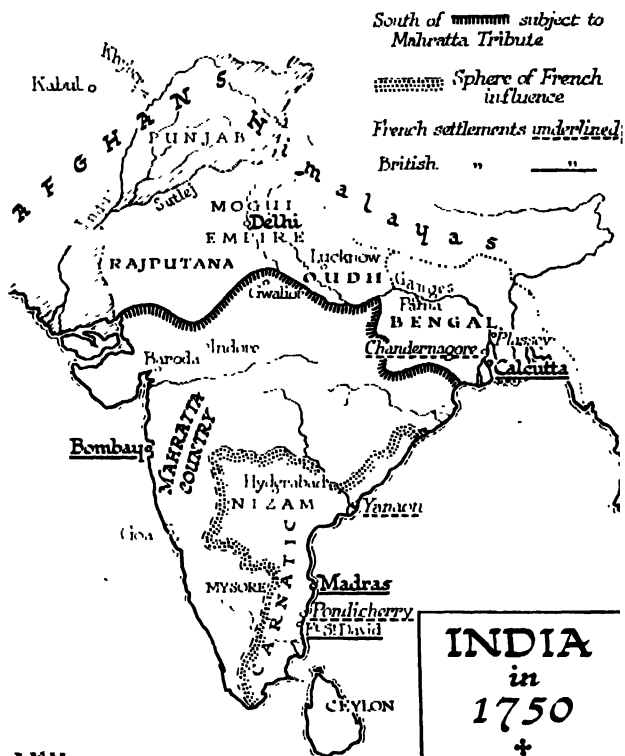 South of subject to
Mahratta Tribute
Sphere of French
influence
French settlements underlined
British " "
Kabul
Khyber
AFGHANS
PUNJAB
Himalayas
Indus
Sutlej
MOGUL
Delhi
EMPIRE
RAJPUTANA
Lucknow
OUDH
Ganges
Gwalior
Patna
BENGAL
Plassey
Indore
Chandernagore
Baroda
Calcutta
MAHRATTA
COUNTRY
Bombay
Hyderabad
NIZAM
Yanaon
Goa
CARNATIC
MYSORE
Madras
Pondicherry
Ft. St David
CEYLON
INDIA
in
1750